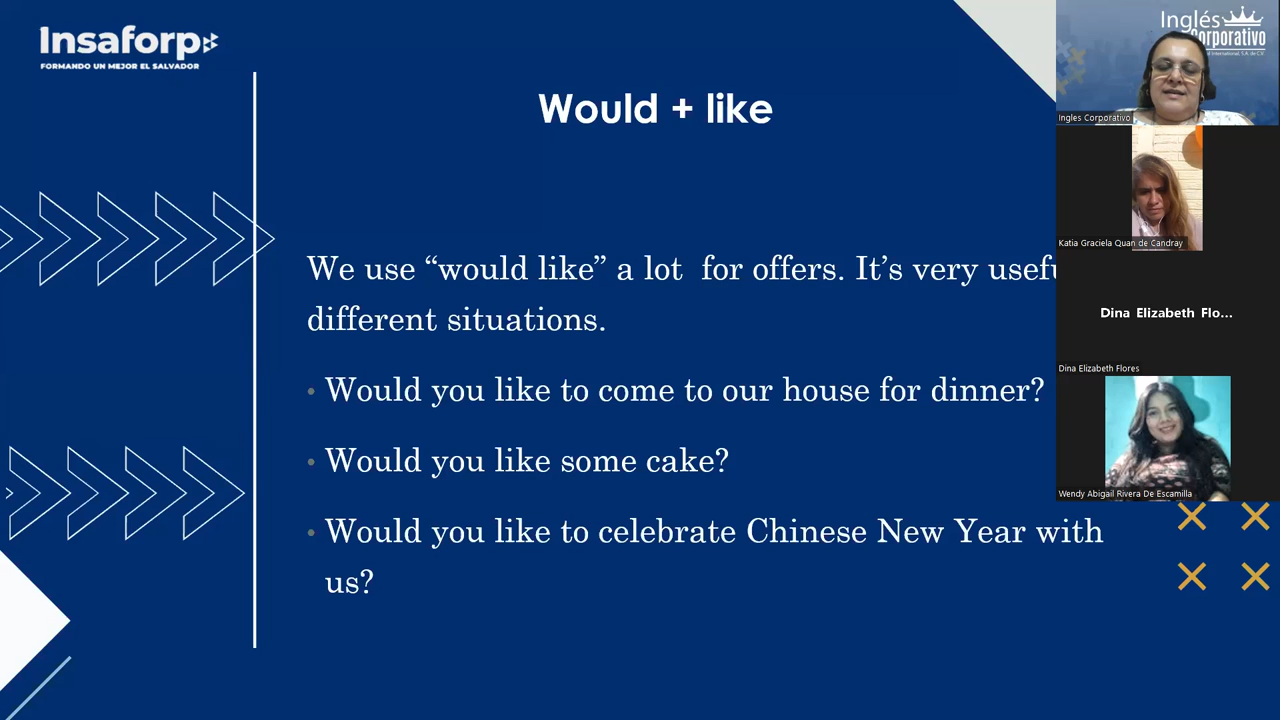 Insaforp
FORMANDO UN MEJOR EL SALVADOR
Would + like
We use “would like” a lot for offers. It’s very
different situations.
• Would you like to come to our house for dinner?
• Would you like some cake?
• Would you like to celebrate Chinese New Year with
us?
Inglés
Corporativo
Ingles Corporativo
Katia Graciela Quan de Candray
Dina Elizabeth Flo...
Dina Elizabeth Flores
Wendy Abigail Rivera De Escamilla